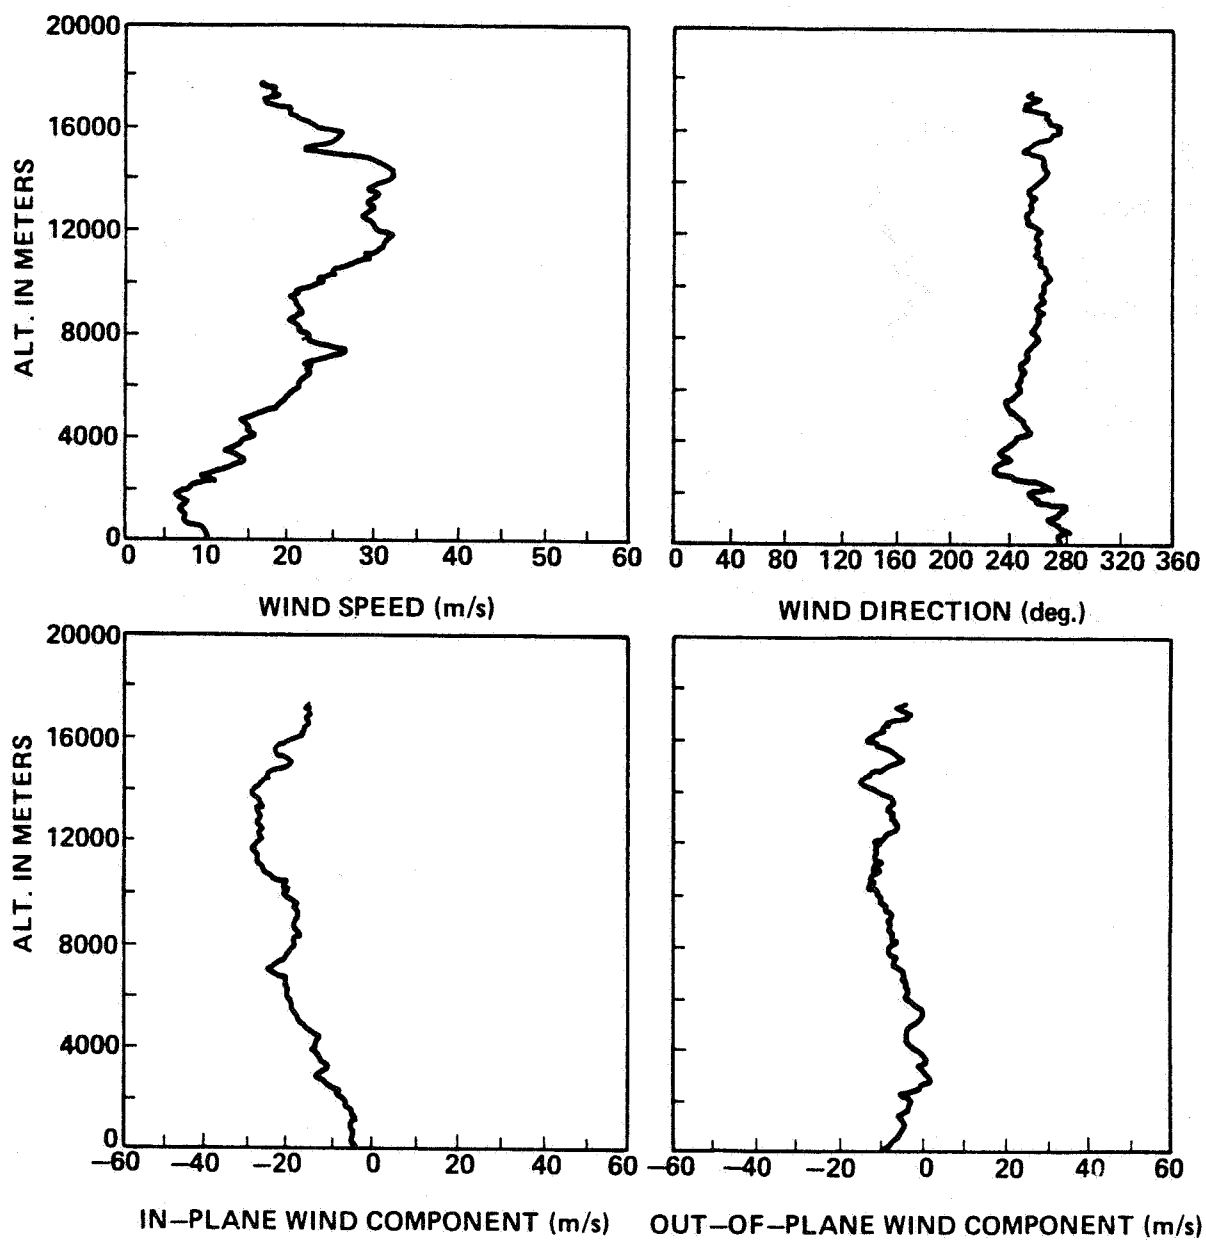 20000
16000
12000
8000
4000
0
ALT. IN METERS
0 10 20 30 40 50 60
WIND SPEED (m/s)
0 40 80 120 160 200 240 280 320 360
WIND DIRECTION (deg.)
20000
16000
12000
8000
4000
0
ALT. IN METERS
−60 −40 −20 0 20 40 60
IN−PLANE WIND COMPONENT (m/s)
−60 −40 −20 0 20 40 60
OUT−OF−PLANE WIND COMPONENT (m/s)